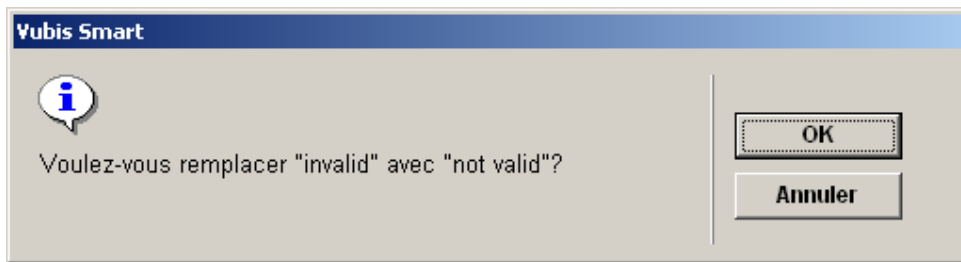 Vubis Smart
Voulez-vous remplacer "invalid" avec "not valid"?
OK
Annuler